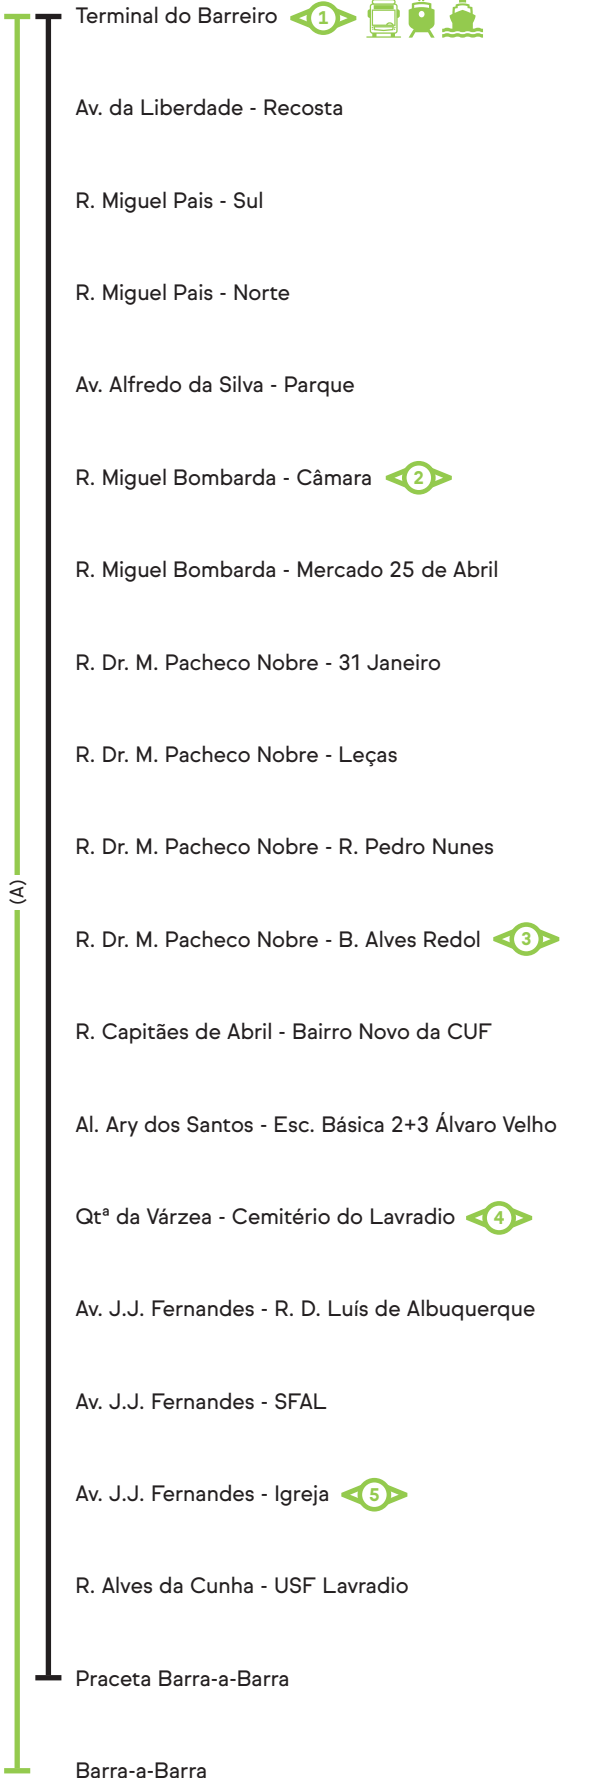 Terminal do Barreiro 1
Av. da Liberdade - Recosta
R. Miguel Pais - Sul
R. Miguel Pais - Norte
Av. Alfredo da Silva - Parque
R. Miguel Bombarda - Câmara 2
R. Miguel Bombarda - Mercado 25 de Abril
R. Dr. M. Pacheco Nobre - 31 Janeiro
R. Dr. M. Pacheco Nobre - Leças
R. Dr. M. Pacheco Nobre - R. Pedro Nunes
(A)
R. Dr. M. Pacheco Nobre - B. Alves Redol 3
R. Capitães de Abril - Bairro Novo da CUF
Al. Ary dos Santos - Esc. Básica 2+3 Álvaro Velho
Qtª da Várzea - Cemitério do Lavradio 4
Av. J.J. Fernandes - R. D. Luís de Albuquerque
Av. J.J. Fernandes - SFAL
Av. J.J. Fernandes - Igreja 5
R. Alves da Cunha - USF Lavradio
Praceta Barra-a-Barra
Barra-a-Barra